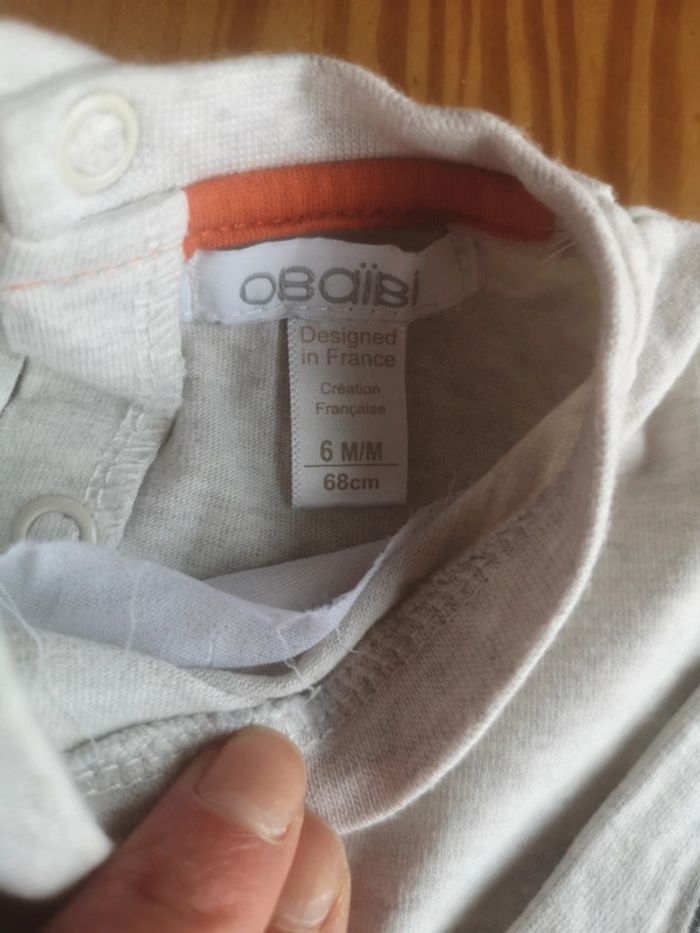 OBAïBi
Designed
in France
Création
Française
6 M/M
68cm